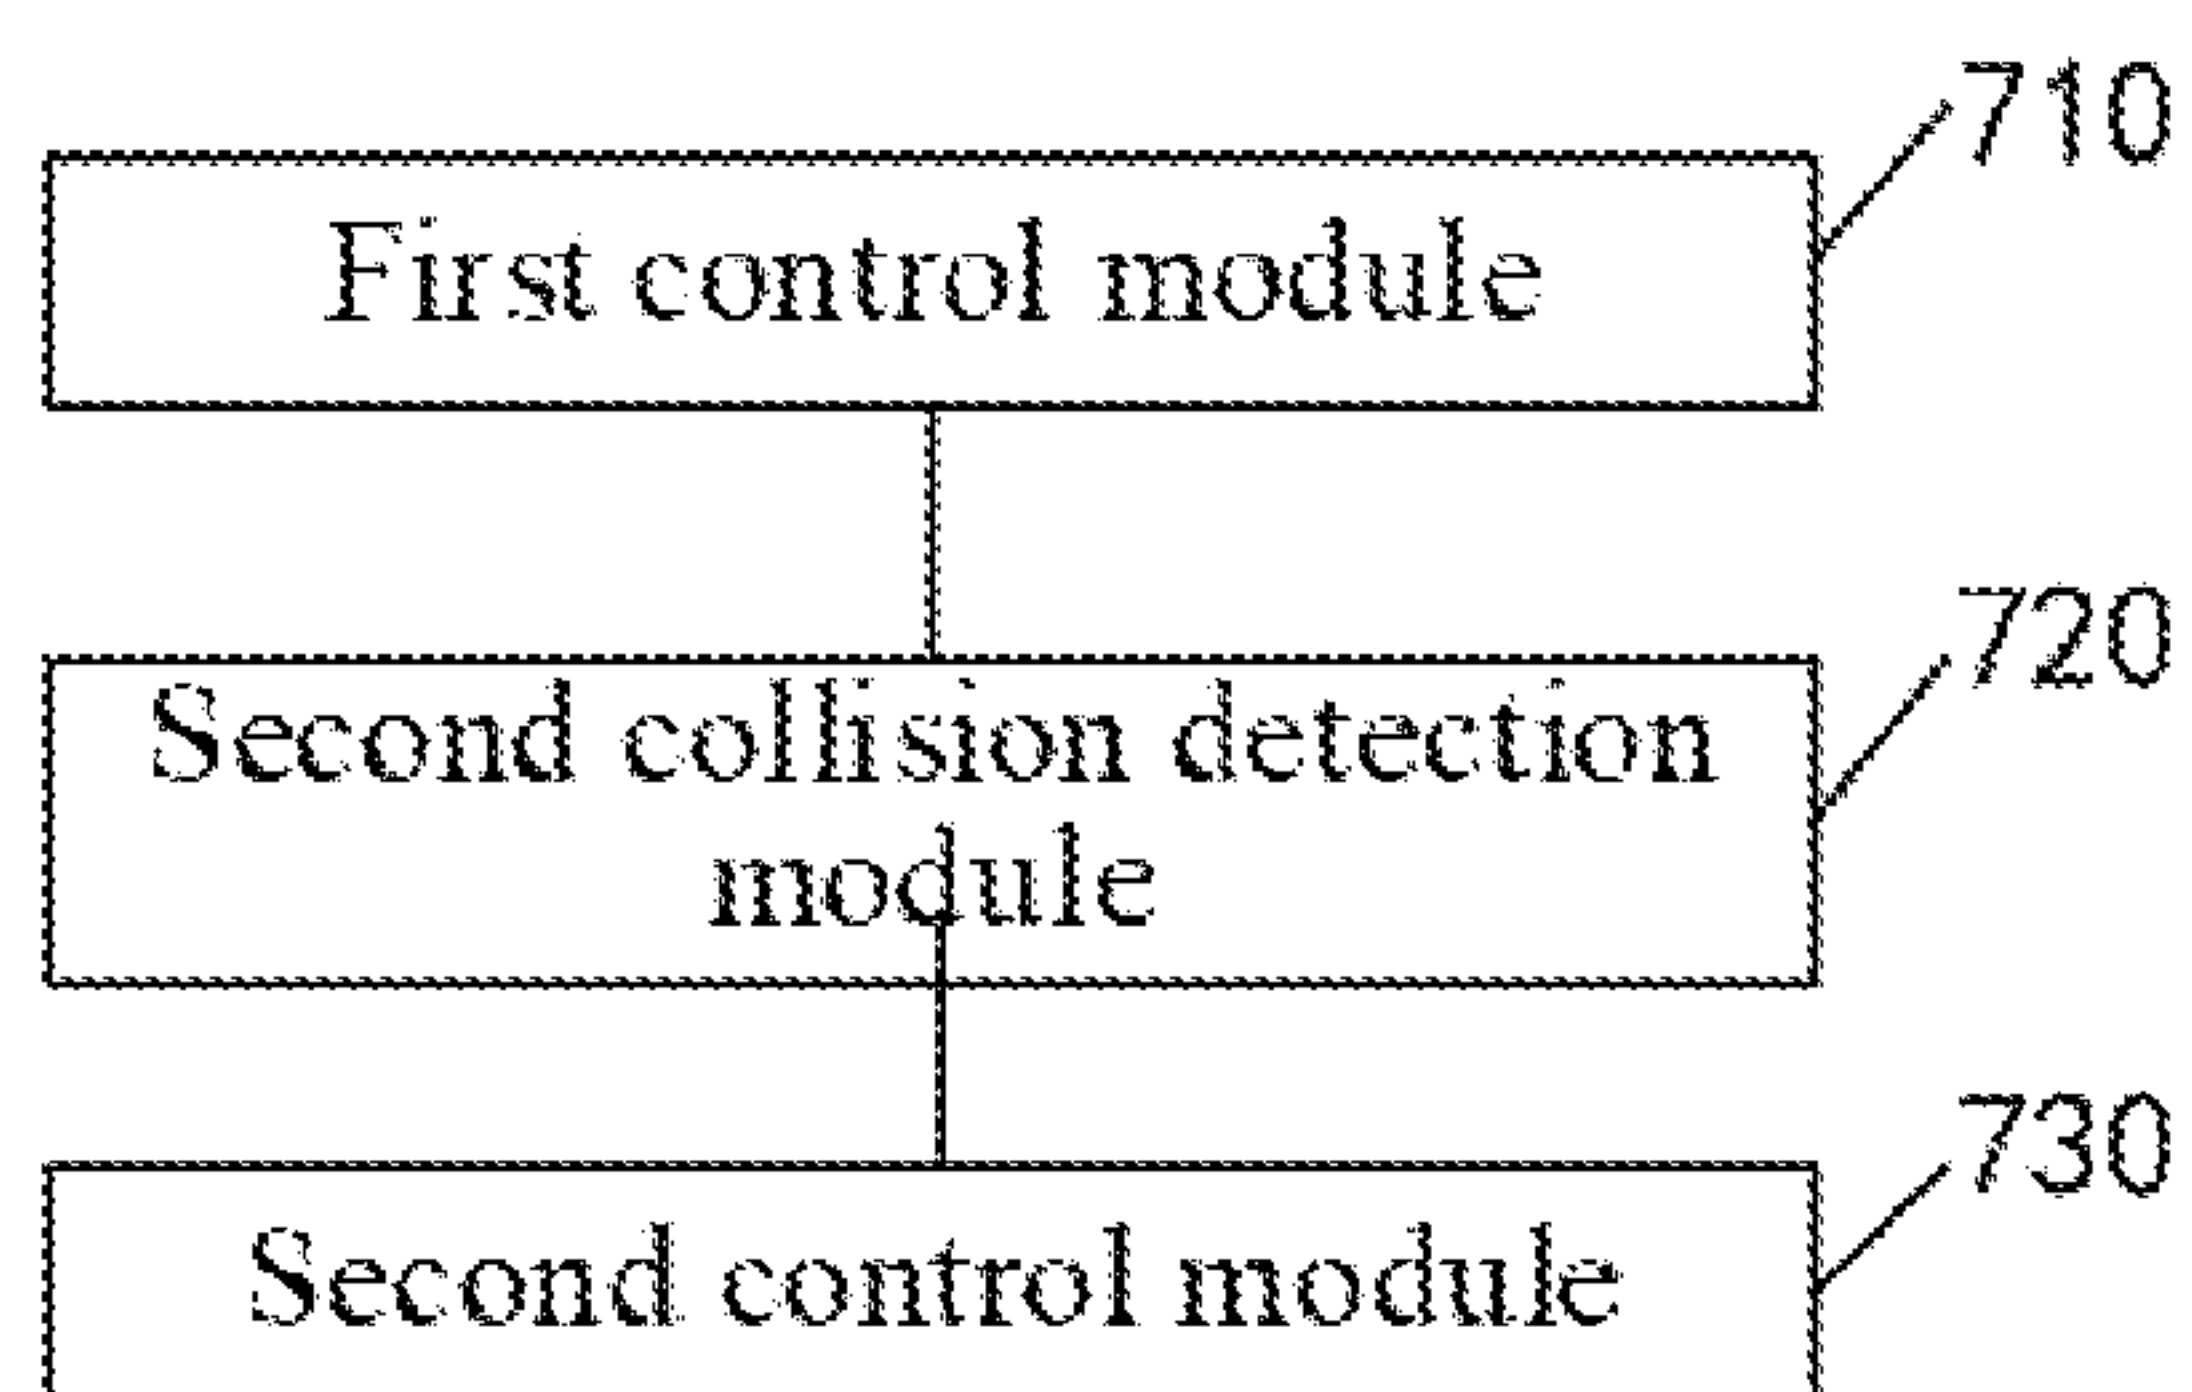 710
First control module
720
Second collision detection
module
730
Second control module